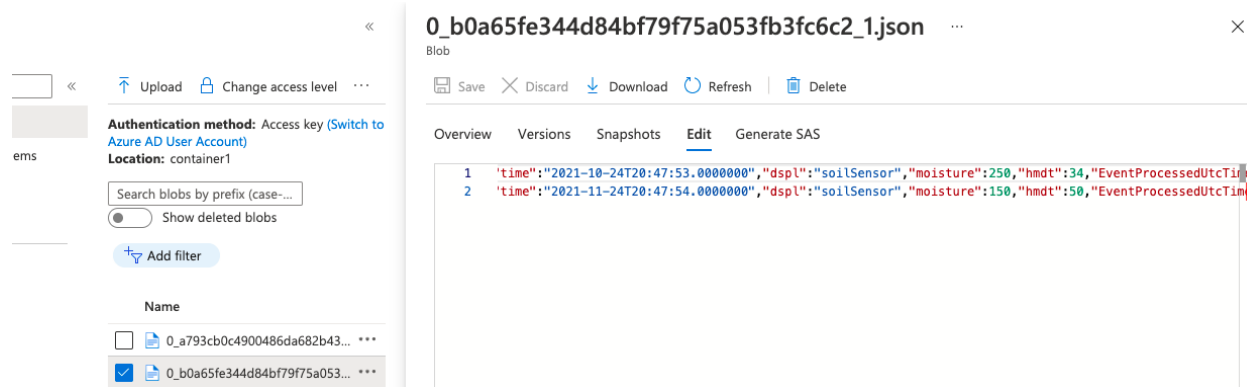 «
«
ems
Upload Change access level ...
Authentication method: Access key (Switch to
Azure AD User Account)
Location: container1
Search blobs by prefix (case-...
Show deleted blobs
Add filter
Name
0_a793cb0c4900486da682b43... ...
0_b0a65fe344d84bf79f75a053... ...
0_b0a65fe344d84bf79f75a053fb3fc6c2_1.json ...
Blob
Save Discard Download Refresh Delete
Overview Versions Snapshots Edit Generate SAS
1 "time":"2021-10-24T20:47:53.0000000","dspl":"soilSensor","moisture":250,"hmdt":34,"EventProcessedUtcTim
2 "time":"2021-11-24T20:47:54.0000000","dspl":"soilSensor","moisture":150,"hmdt":50,"EventProcessedUtcTim